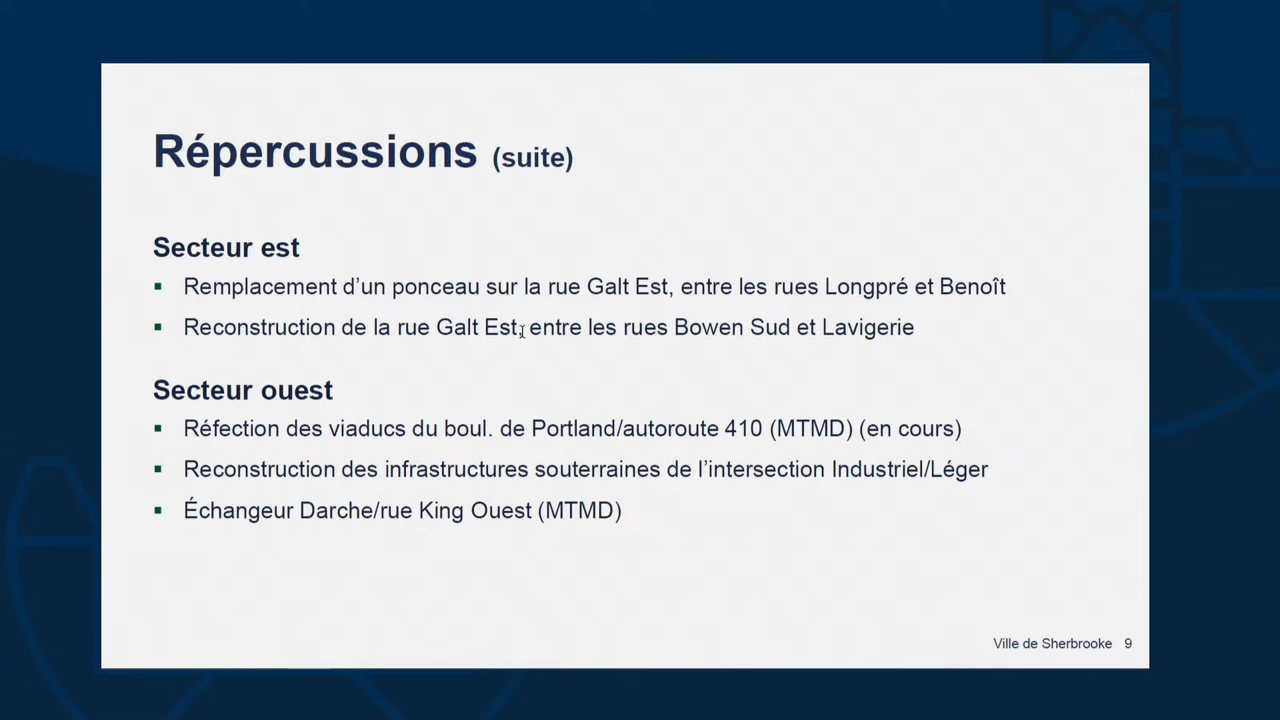 Répercussions (suite)
Secteur est
▪ Remplacement d’un ponceau sur la rue Galt Est, entre les rues Longpré et Benoît
▪ Reconstruction de la rue Galt Est, entre les rues Bowen Sud et Lavigerie
Secteur ouest
▪ Réfection des viaducs du boul. de Portland/autoroute 410 (MTMD) (en cours)
▪ Reconstruction des infrastructures souterraines de l’intersection Industriel/Léger
▪ Échangeur Darche/rue King Ouest (MTMD)
Ville de Sherbrooke 9